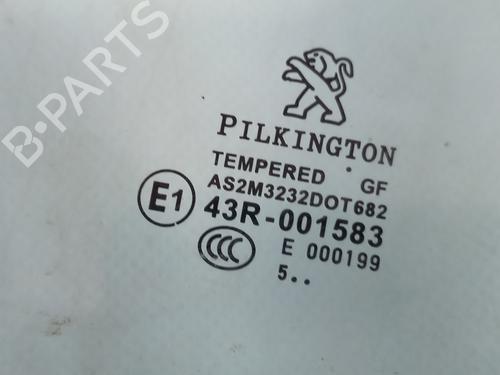 B-PARTS
PILKINGTON
TEMPERED GF
AS2M3232DOT682
E1 43R-001583
CCC E 000199
5..